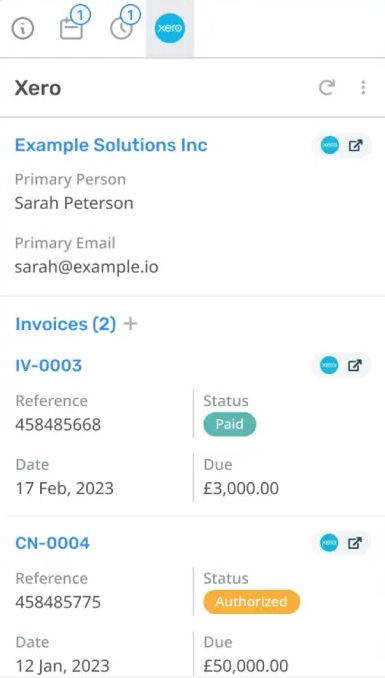 1 1 xero
Xero
Example Solutions Inc xero
Primary Person
Sarah Peterson
Primary Email
sarah@example.io
Invoices (2) +
IV-0003 xero
Reference Status
458485668 Paid
Date Due
17 Feb, 2023 £3,000.00
CN-0004 xero
Reference Status
458485775 Authorized
Date Due
12 Jan, 2023 £50,000.00